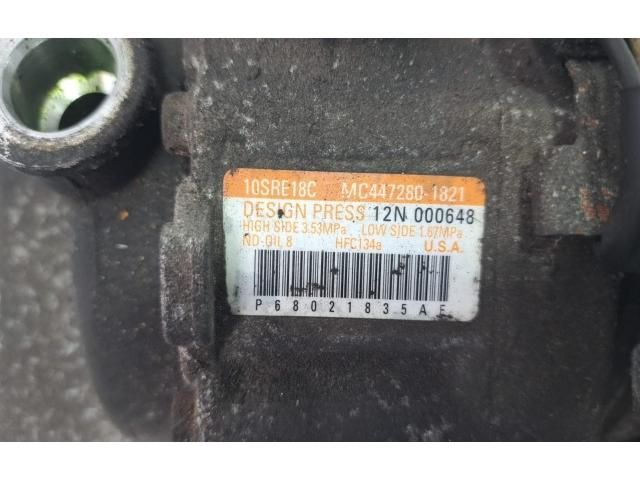 10SRE18C MC447280-1821
DESIGN PRESS 12N 000648
HIGH SIDE 3.53MPa LOW SIDE 1.67MPa
ND-OIL 8 HFC134a U.S.A.
P68021835AE